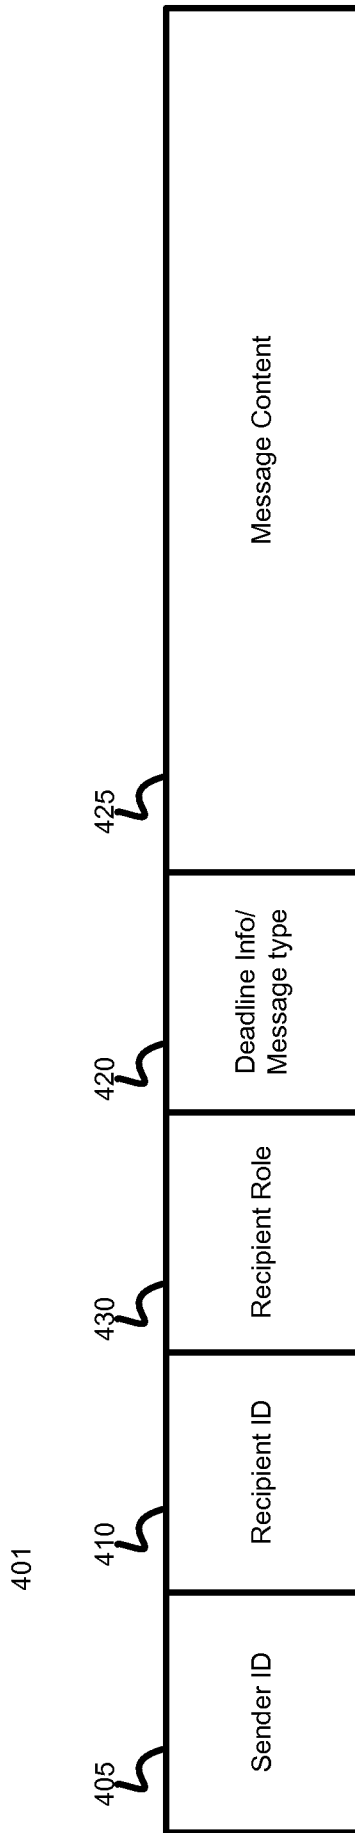 401
405
410
430
420
425
Sender ID
Recipient ID
Recipient Role
Deadline Info/
Message type
Message Content